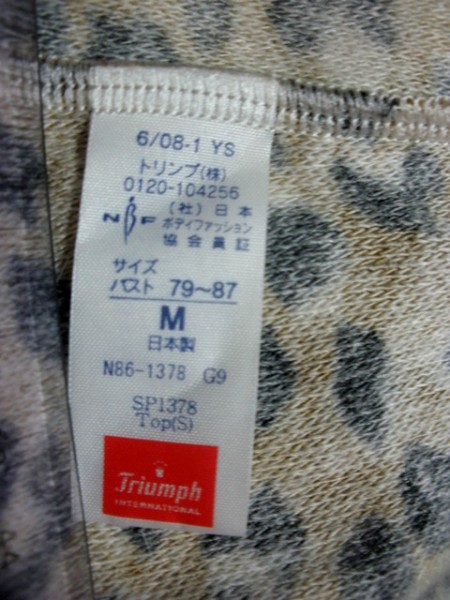 6/08-1 YS
トリンプ(株)
0120-104256
NBF (社)日本
ボディファッション
協会員証
サイズ
バスト 79~87
M
日本製
N86-1378 G9
SP1378
Top(S)
Triumph
INTERNATIONAL